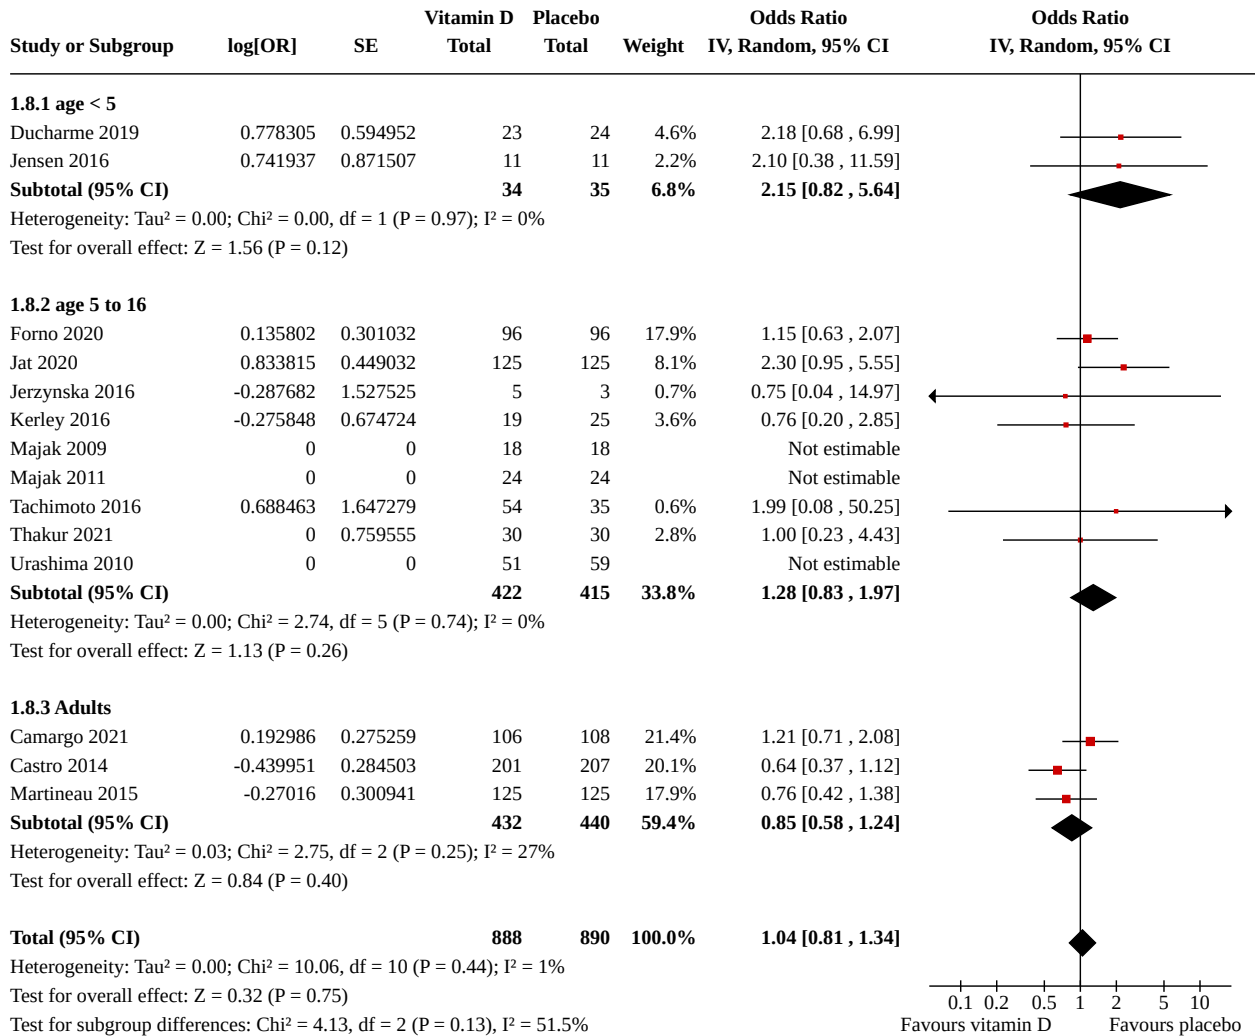 Vitamin D Placebo Odds Ratio Odds Ratio
Study or Subgroup log[OR] SE Total Total Weight IV, Random, 95% CI IV, Random, 95% CI
1.8.1 age < 5
Ducharme 2019 0.778305 0.594952 23 24 4.6% 2.18 [0.68 , 6.99]
Jensen 2016 0.741937 0.871507 11 11 2.2% 2.10 [0.38 , 11.59]
Subtotal (95% CI) 34 35 6.8% 2.15 [0.82 , 5.64]
Heterogeneity: Tau² = 0.00; Chi² = 0.00, df = 1 (P = 0.97); I² = 0%
Test for overall effect: Z = 1.56 (P = 0.12)
1.8.2 age 5 to 16
Forno 2020 0.135802 0.301032 96 96 17.9% 1.15 [0.63 , 2.07]
Jat 2020 0.833815 0.449032 125 125 8.1% 2.30 [0.95 , 5.55]
Jerzynska 2016 -0.287682 1.527525 5 3 0.7% 0.75 [0.04 , 14.97]
Kerley 2016 -0.275848 0.674724 19 25 3.6% 0.76 [0.20 , 2.85]
Majak 2009 0 0 18 18 Not estimable
Majak 2011 0 0 24 24 Not estimable
Tachimoto 2016 0.688463 1.647279 54 35 0.6% 1.99 [0.08 , 50.25]
Thakur 2021 0 0.759555 30 30 2.8% 1.00 [0.23 , 4.43]
Urashima 2010 0 0 51 59 Not estimable
Subtotal (95% CI) 422 415 33.8% 1.28 [0.83 , 1.97]
Heterogeneity: Tau² = 0.00; Chi² = 2.74, df = 5 (P = 0.74); I² = 0%
Test for overall effect: Z = 1.13 (P = 0.26)
1.8.3 Adults
Camargo 2021 0.192986 0.275259 106 108 21.4% 1.21 [0.71 , 2.08]
Castro 2014 -0.439951 0.284503 201 207 20.1% 0.64 [0.37 , 1.12]
Martineau 2015 -0.27016 0.300941 125 125 17.9% 0.76 [0.42 , 1.38]
Subtotal (95% CI) 432 440 59.4% 0.85 [0.58 , 1.24]
Heterogeneity: Tau² = 0.03; Chi² = 2.75, df = 2 (P = 0.25); I² = 27%
Test for overall effect: Z = 0.84 (P = 0.40)
Total (95% CI) 888 890 100.0% 1.04 [0.81 , 1.34]
Heterogeneity: Tau² = 0.00; Chi² = 10.06, df = 10 (P = 0.44); I² = 1%
Test for overall effect: Z = 0.32 (P = 0.75)
0.1 0.2 0.5 1 2 5 10
Test for subgroup differences: Chi² = 4.13, df = 2 (P = 0.13), I² = 51.5%
Favours vitamin D Favours placebo